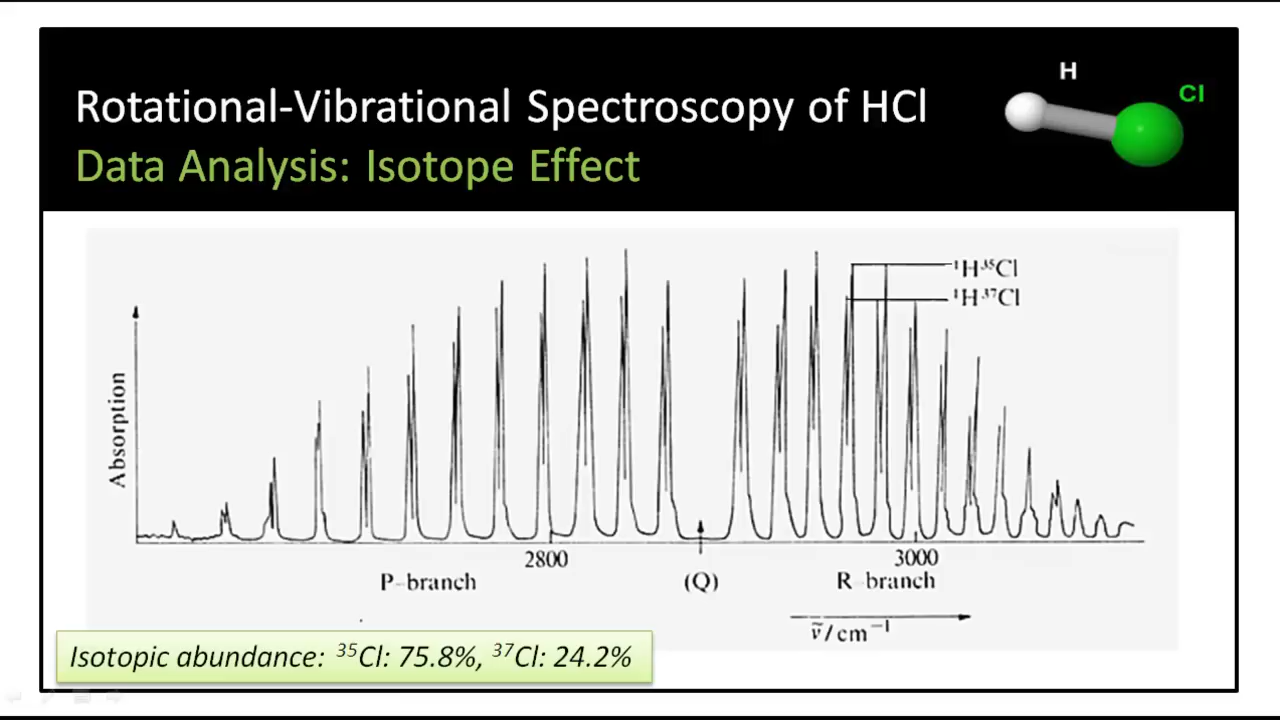 H
Cl
Rotational-Vibrational Spectroscopy of HCl
Data Analysis: Isotope Effect
¹H³⁵Cl
¹H³⁷Cl
Absorption
2800
3000
P-branch
(Q)
R-branch
ṽ/cm⁻¹
Isotopic abundance: ³⁵Cl: 75.8%, ³⁷Cl: 24.2%